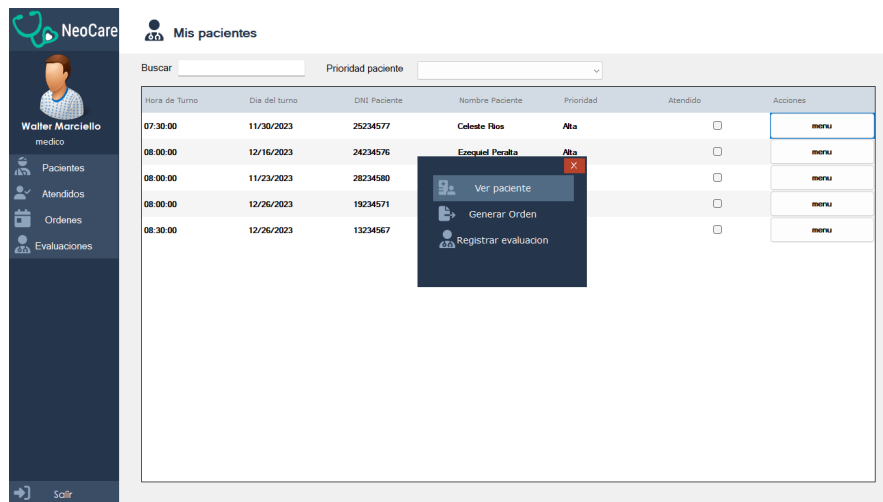 NeoCare
Mis pacientes
Walter Marciello
medico
Pacientes
Atendidos
Ordenes
Evaluaciones
Salir
Buscar
Prioridad paciente
Hora de Turno Dia del turno DNI Paciente Nombre Paciente Prioridad Atendido Acciones
07:30:00 11/30/2023 25234577 Celeste Rios Alta menu
08:00:00 12/16/2023 24234576 Ezequiel Peralta Alta menu
08:00:00 11/23/2023 28234580 menu
08:00:00 12/26/2023 19234571 menu
08:30:00 12/26/2023 13234567 menu
X
Ver paciente
Generar Orden
Registrar evaluacion